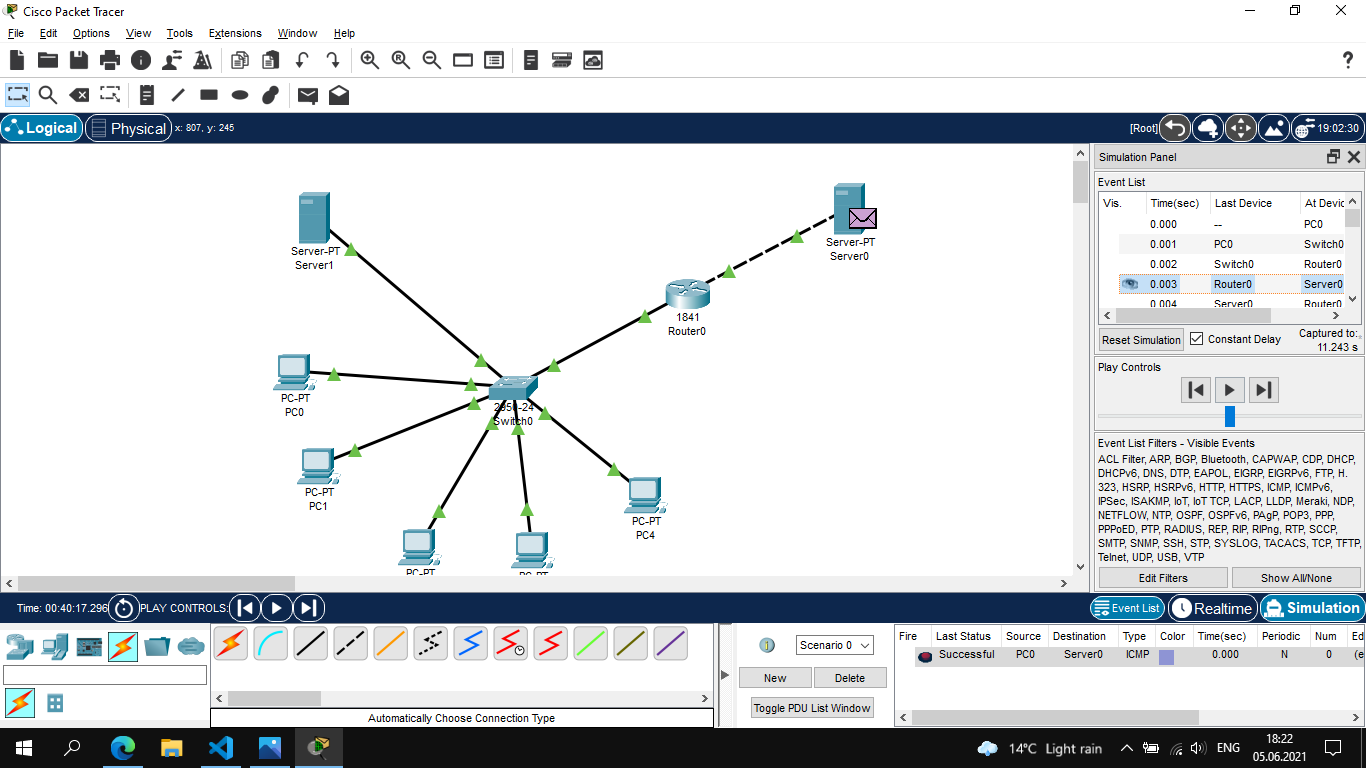 Cisco Packet Tracer
File Edit Options View Tools Extensions Window Help
?
Logical Physical x: 807, y: 245 [Root] 19:02:30
Server-PT
Server1
Server-PT
Server0
1841
Router0
2950-24
Switch0
PC-PT
PC0
PC-PT
PC1
PC-PT
PC-PT
PC-PT
PC4
Simulation Panel
Event List
Vis. Time(sec) Last Device At Devic
0.000 -- PC0
0.001 PC0 Switch0
0.002 Switch0 Router0
0.003 Router0 Server0
0.004 Server0 Router0
Reset Simulation Constant Delay Captured to:
11.243 s
Play Controls
Event List Filters - Visible Events
ACL Filter, ARP, BGP, Bluetooth, CAPWAP, CDP, DHCP,
DHCPv6, DNS, DTP, EAPOL, EIGRP, EIGRPv6, FTP, H.
323, HSRP, HSRPv6, HTTP, HTTPS, ICMP, ICMPv6,
IPSec, ISAKMP, IoT, IoT TCP, LACP, LLDP, Meraki, NDP,
NETFLOW, NTP, OSPF, OSPFv6, PAgP, POP3, PPP,
PPPoED, PTP, RADIUS, REP, RIP, RIPng, RTP, SCCP,
SMTP, SNMP, SSH, STP, SYSLOG, TACACS, TCP, TFTP,
Telnet, UDP, USB, VTP
Edit Filters Show All/None
Time: 00:40:17.296 PLAY CONTROLS: Event List Realtime Simulation
Automatically Choose Connection Type
Scenario 0
New Delete
Toggle PDU List Window
Fire Last Status Source Destination Type Color Time(sec) Periodic Num Edi
Successful PC0 Server0 ICMP 0.000 N 0 (e
14°C Light rain ENG 18:22
05.06.2021